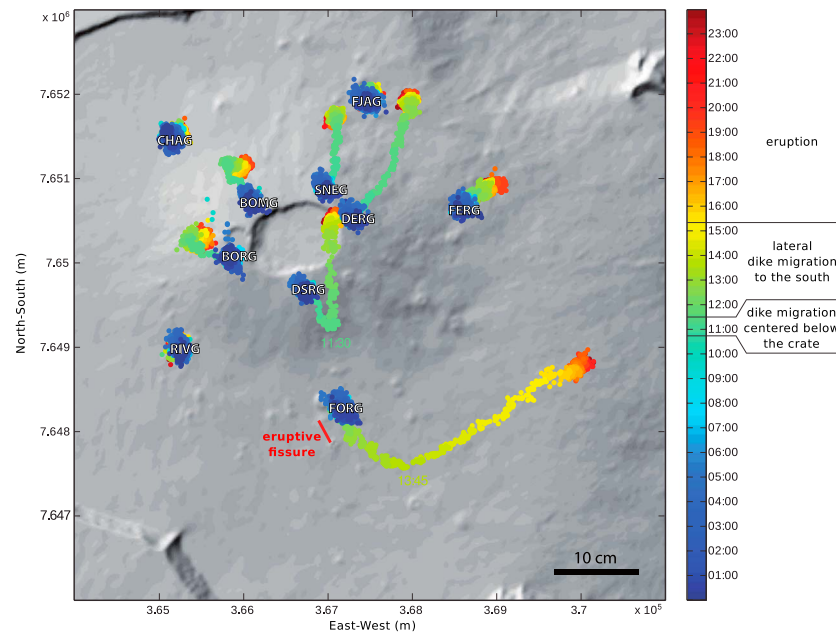 x 10⁶
7.652
7.651
7.65
7.649
7.648
7.647
North-South (m)
3.65
3.66
3.67
3.68
3.69
3.7
x 10⁵
East-West (m)
FJAG
CHAG
SNEG
BOMG
DERG
FERG
BORG
DSRG
11:30
RIVG
FORG
eruptive
fissure
13:45
10 cm
23:00
22:00
21:00
20:00
19:00
18:00
17:00
16:00
15:00
14:00
13:00
12:00
11:00
10:00
09:00
08:00
07:00
06:00
05:00
04:00
03:00
02:00
01:00
eruption
lateral
dike migration
to the south
dike migration
centered below
the crate